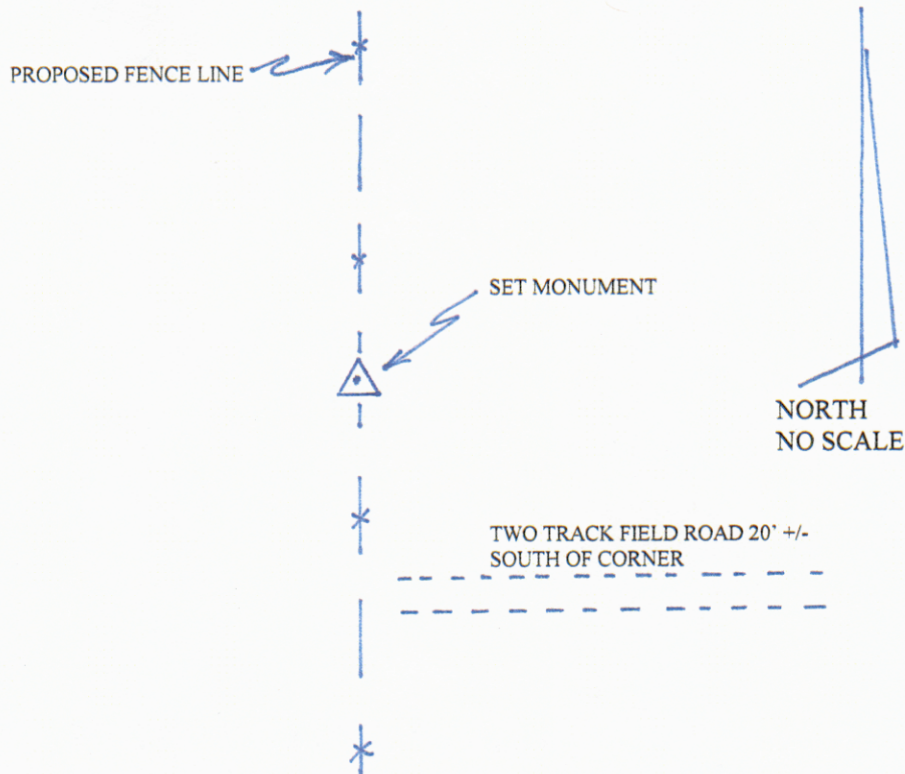 PROPOSED FENCE LINE
SET MONUMENT
NORTH
NO SCALE
TWO TRACK FIELD ROAD 20' +/-
SOUTH OF CORNER